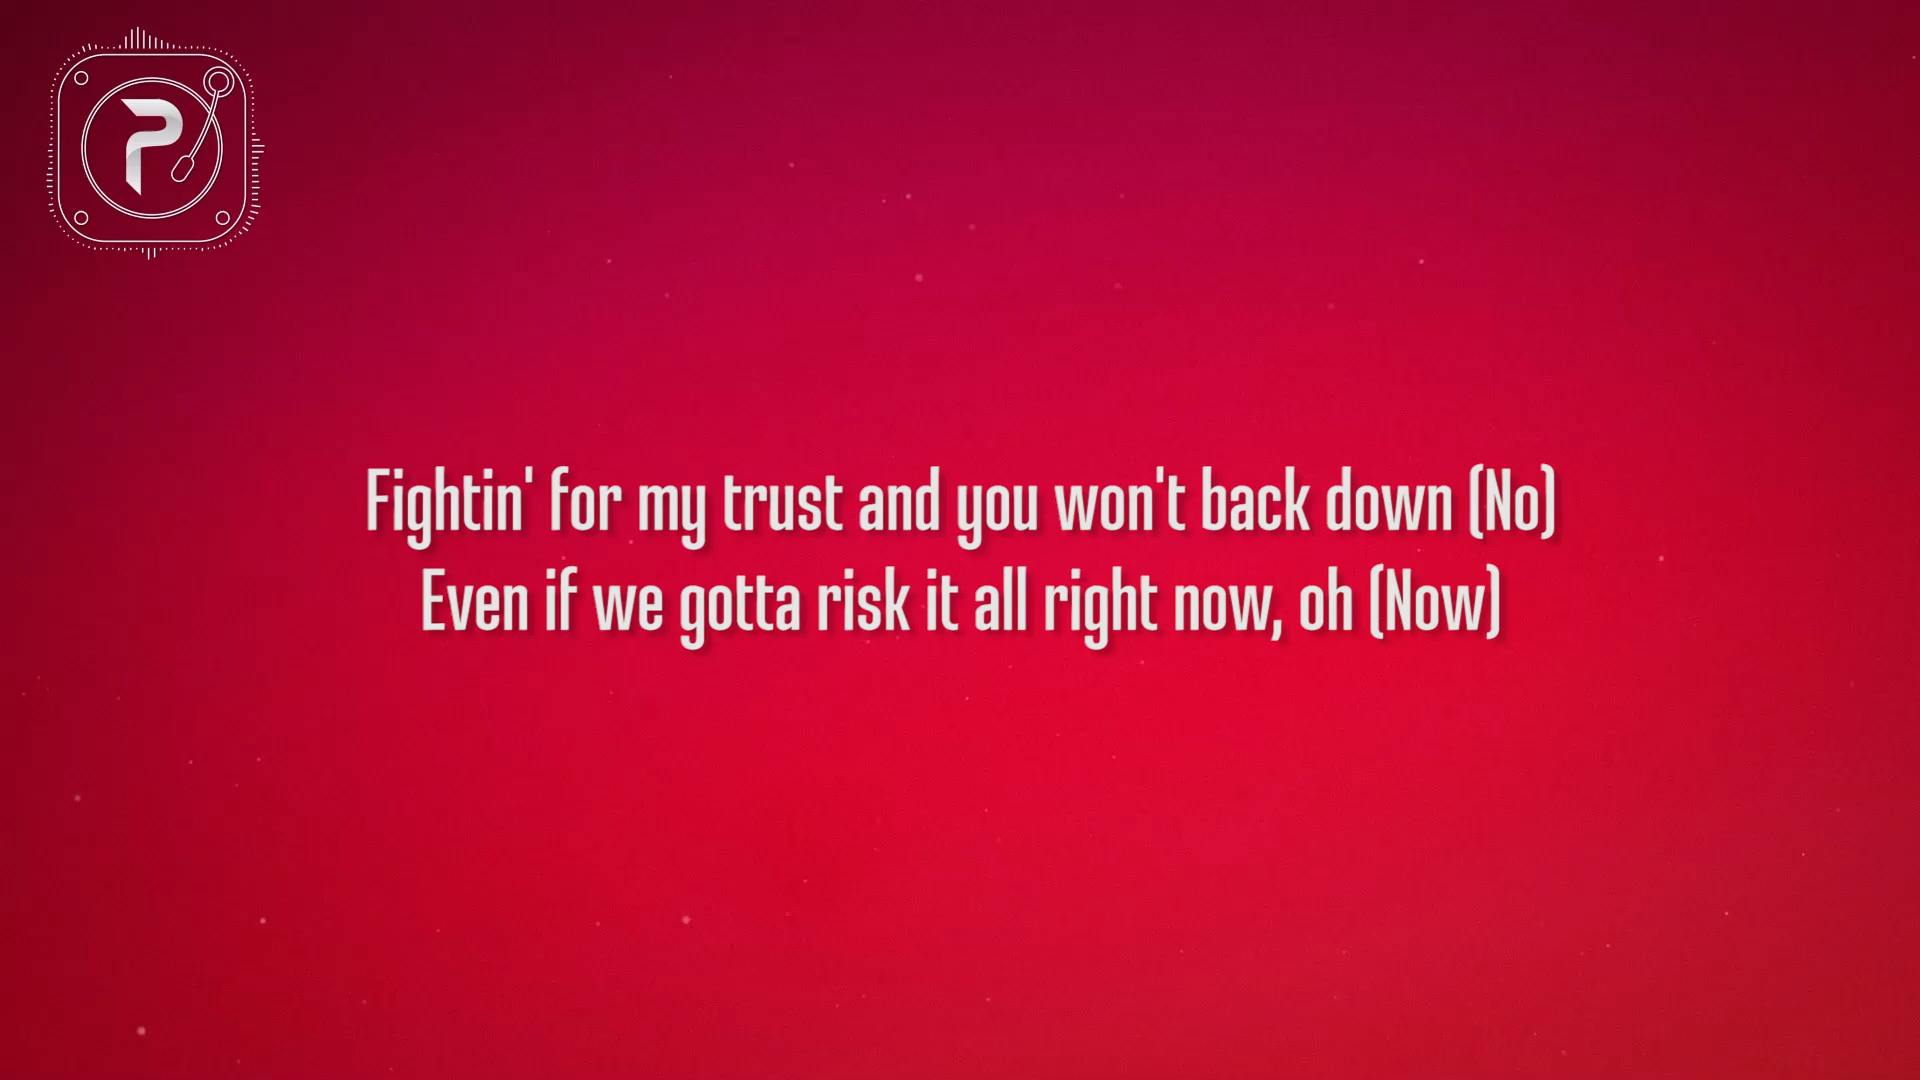 P
Fightin' for my trust and you won't back down (No)
Even if we gotta risk it all right now, oh (Now)